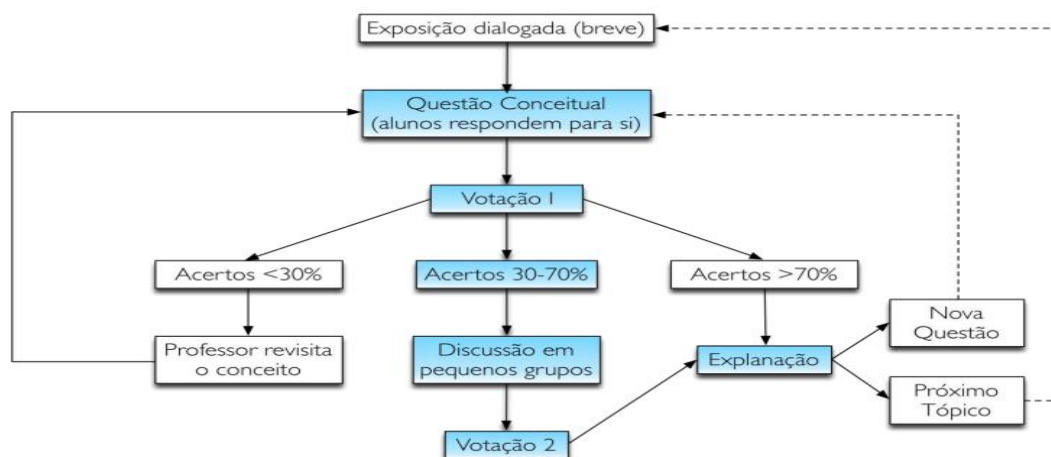 Exposição dialogada (breve)
Questão Conceitual
(alunos respondem para si)
Votação I
Acertos <30%
Acertos 30-70%
Acertos >70%
Professor revisita
o conceito
Discussão em
pequenos grupos
Explanação
Nova
Questão
Próximo
Tópico
Votação 2